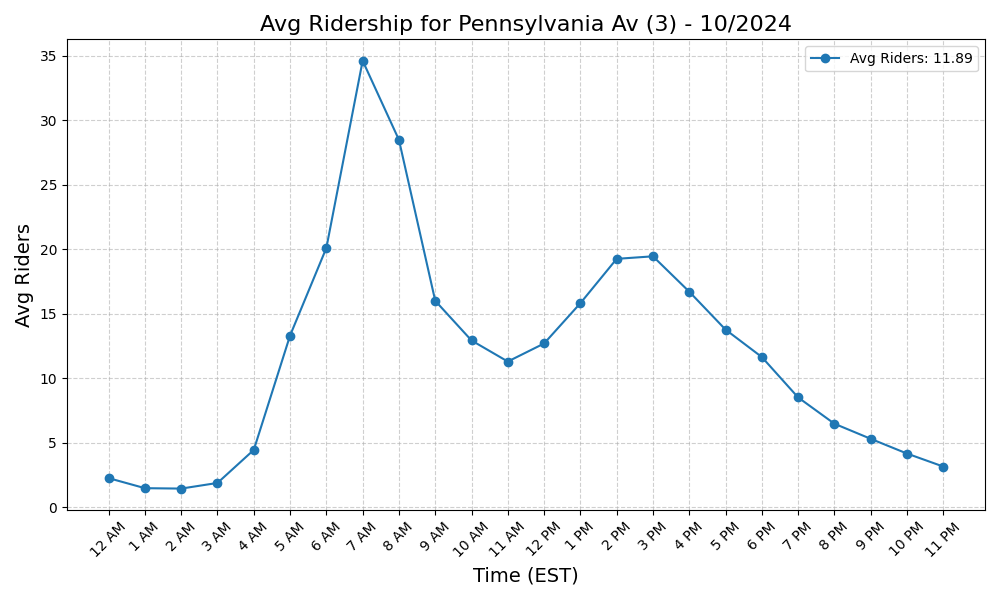 Avg Ridership for Pennsylvania Av (3) - 10/2024
Avg Riders: 11.89
Avg Riders
35
30
25
20
15
10
5
0
12 AM
1 AM
2 AM
3 AM
4 AM
5 AM
6 AM
7 AM
8 AM
9 AM
10 AM
11 AM
12 PM
1 PM
2 PM
3 PM
4 PM
5 PM
6 PM
7 PM
8 PM
9 PM
10 PM
11 PM
Time (EST)